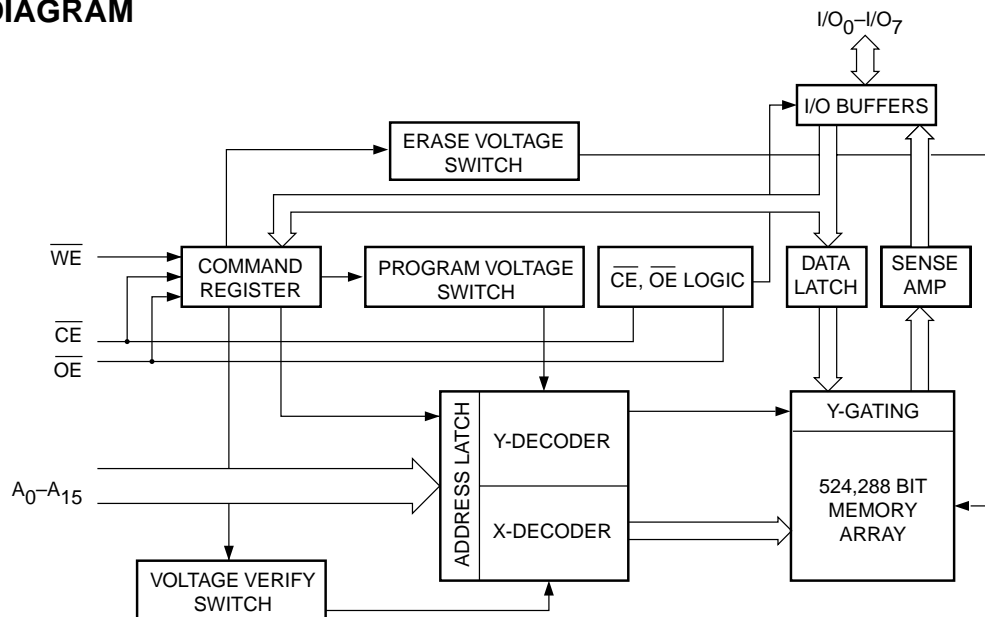 DIAGRAM
I/O0–I/O7
I/O BUFFERS
ERASE VOLTAGE
SWITCH
WE
COMMAND
REGISTER
PROGRAM VOLTAGE
SWITCH
CE, OE LOGIC
DATA
LATCH
SENSE
AMP
CE
OE
ADDRESS LATCH
Y-DECODER
Y-GATING
A0–A15
X-DECODER
524,288 BIT
MEMORY
ARRAY
VOLTAGE VERIFY
SWITCH